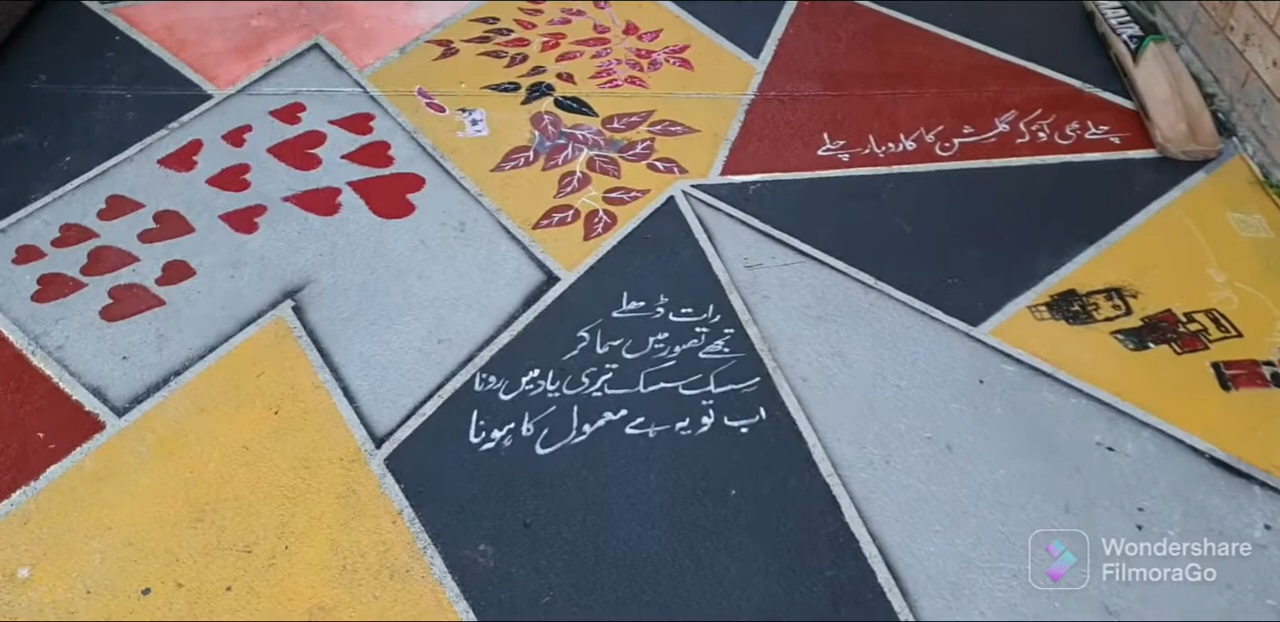 MALIK
چلے بھی آؤ کہ گلشن کا کاروبار چلے
رات ڈھلے
تجھے تصور میں سما کر
سسک سسک تیری یاد میں رونا
اب تو یہ ہے معمول کا ہونا
Wondershare
FilmoraGo